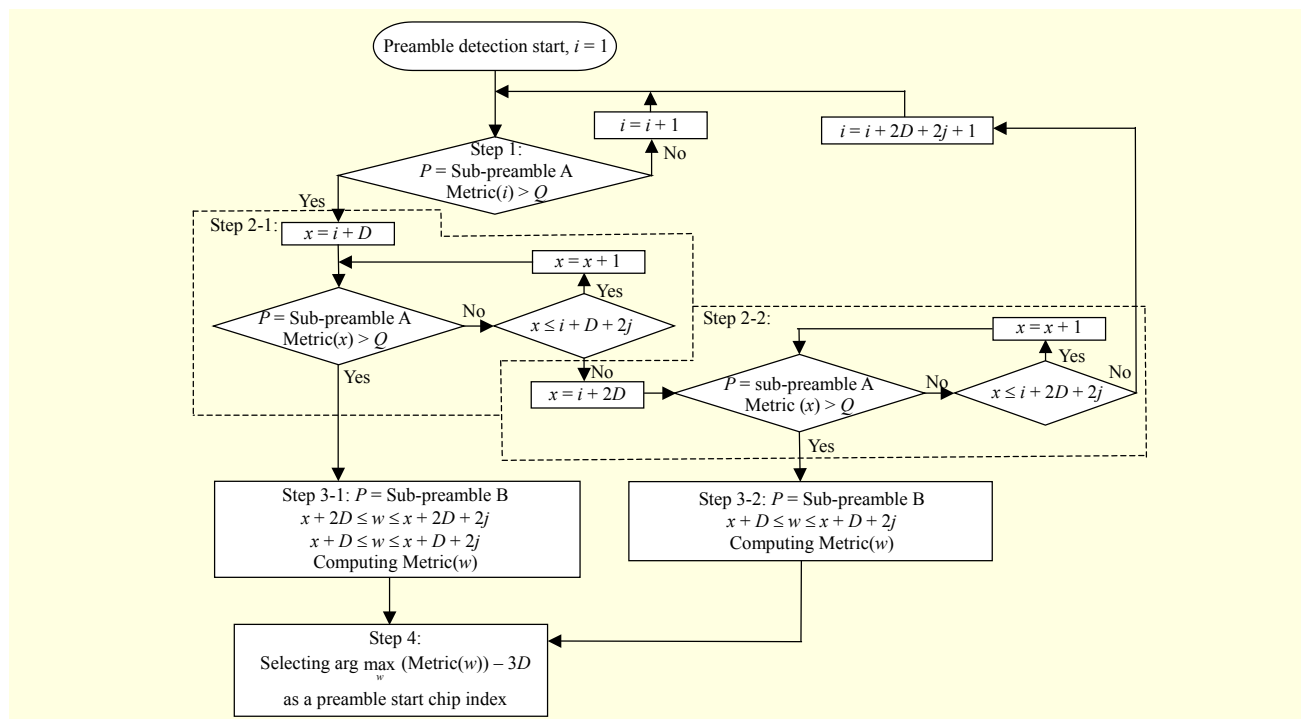 Preamble detection start, i = 1
i = i + 1
i = i + 2D + 2j + 1
Step 1:
P = Sub-preamble A
Metric(i) > Q
No
Yes
Step 2-1:
x = i + D
x = x + 1
Yes
P = Sub-preamble A
Metric(x) > Q
No
x ≤ i + D + 2j
Yes
No
Step 2-2:
x = x + 1
Yes
x = i + 2D
P = sub-preamble A
Metric (x) > Q
No
x ≤ i + 2D + 2j
No
Yes
Step 3-1: P = Sub-preamble B
x + 2D ≤ w ≤ x + 2D + 2j
x + D ≤ w ≤ x + D + 2j
Computing Metric(w)
Step 3-2: P = Sub-preamble B
x + D ≤ w ≤ x + D + 2j
Computing Metric(w)
Step 4:
Selecting arg max (Metric(w)) – 3D
w
as a preamble start chip index